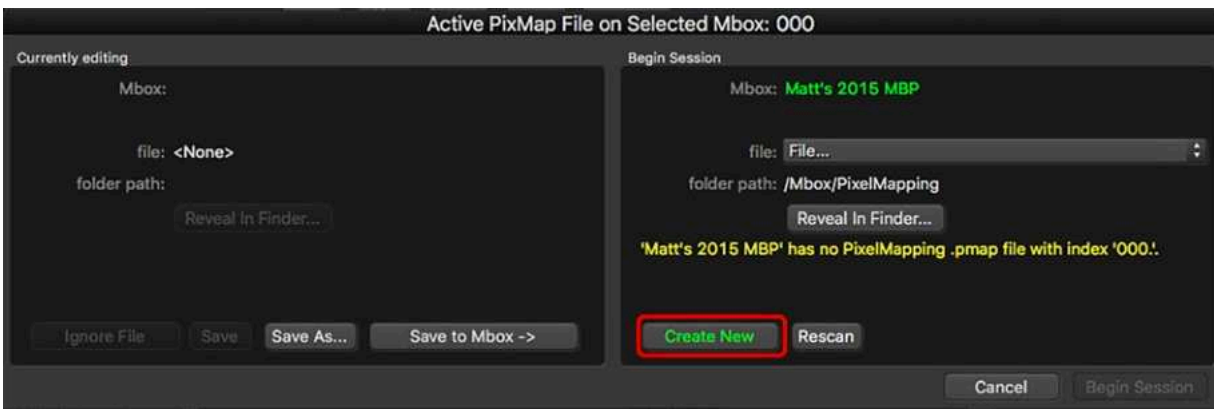 Active PixMap File on Selected Mbox: 000
Currently editing
Mbox:
file: <None>
folder path:
Reveal In Finder...
Ignore File
Save
Save As...
Save to Mbox ->
Begin Session
Mbox: Matt's 2015 MBP
file: File...
folder path: /Mbox/PixelMapping
Reveal In Finder...
'Matt's 2015 MBP' has no PixelMapping .pmap file with index '000.'.
Create New
Rescan
Cancel
Begin Session